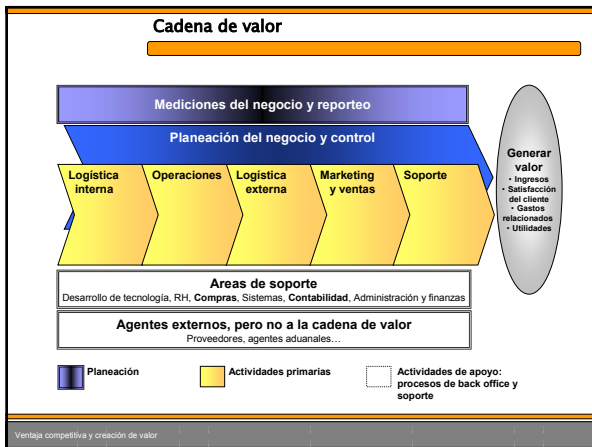 Cadena de valor
Mediciones del negocio y reporteo
Planeación del negocio y control
Logística
interna
Operaciones
Logística
externa
Marketing
y ventas
Soporte
Generar
valor
• Ingresos
• Satisfacción
del cliente
• Gastos
relacionados
• Utilidades
Areas de soporte
Desarrollo de tecnología, RH, Compras, Sistemas, Contabilidad, Administración y finanzas
Agentes externos, pero no a la cadena de valor
Proveedores, agentes aduanales…
Planeación
Actividades primarias
Actividades de apoyo:
procesos de back office y
soporte
Ventaja competitiva y creación de valor